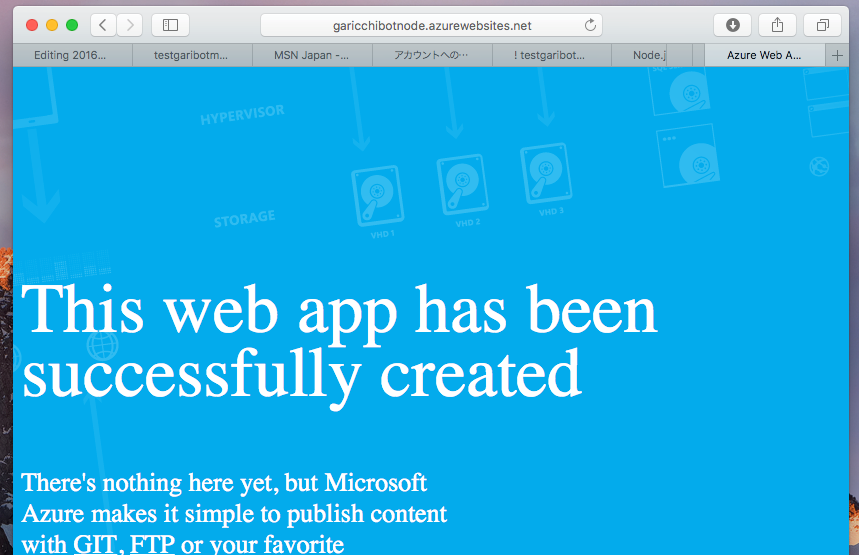 garicchibotnode.azurewebsites.net
Editing 2016...
testgaribotm...
MSN Japan -...
アカウントへの…
! testgaribot...
Node.j
Azure Web A...
HYPERVISOR
STORAGE
VHD 1
VHD 2
VHD 3
This web app has been
successfully created
There's nothing here yet, but Microsoft
Azure makes it simple to publish content
with GIT, FTP or your favorite